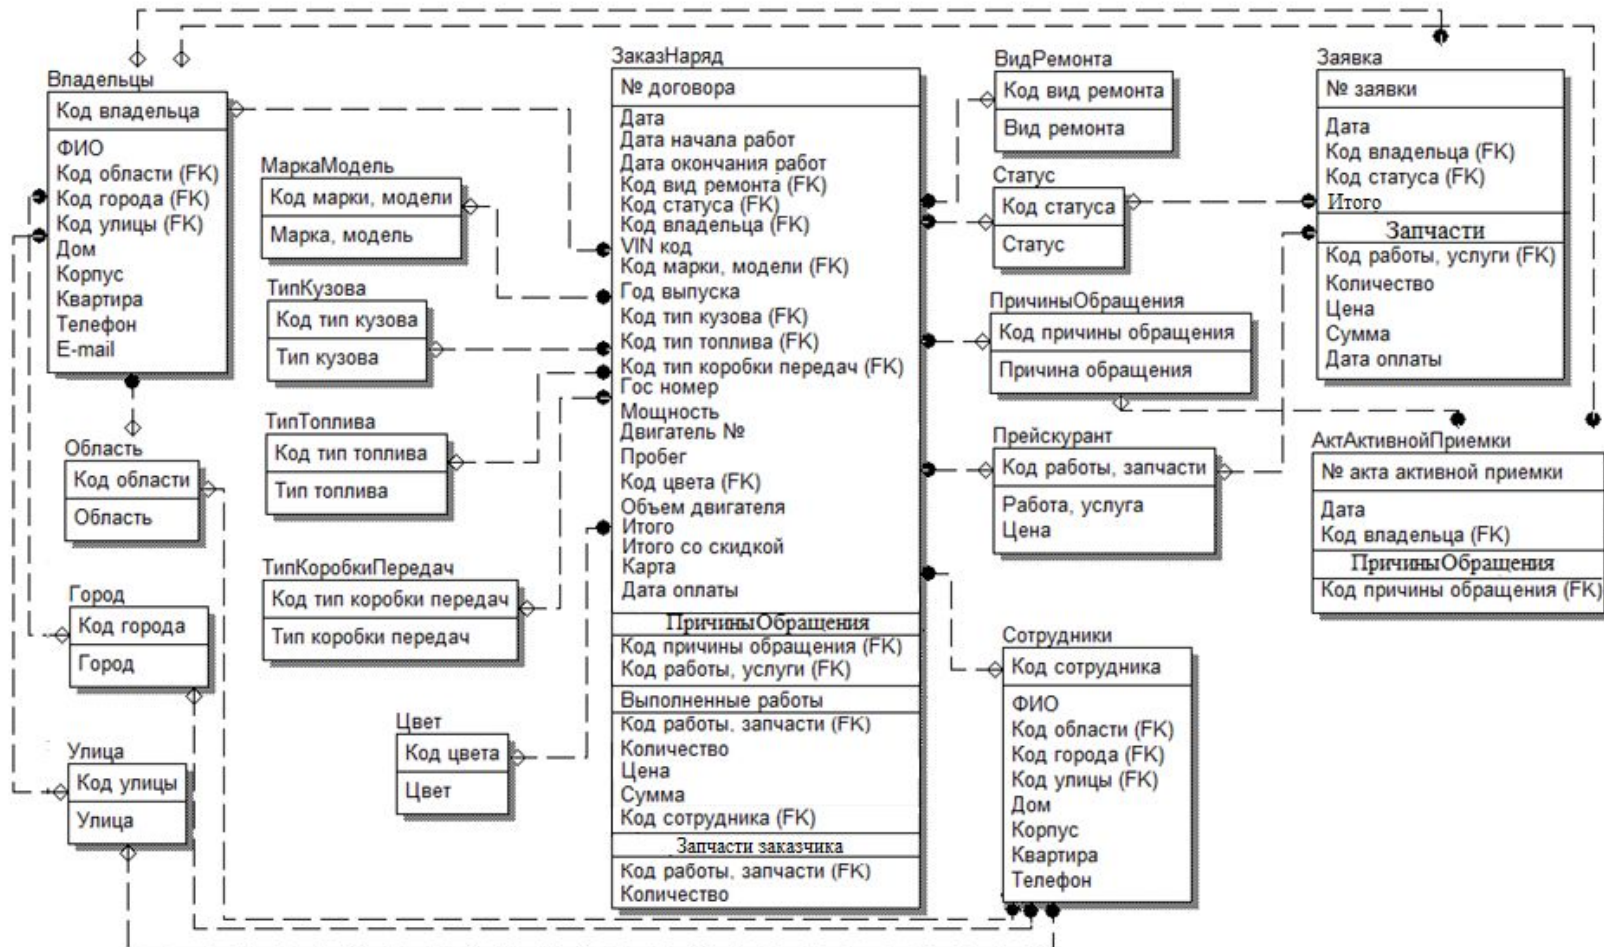 Владельцы
Код владельца
ФИО
Код области (FK)
Код города (FK)
Код улицы (FK)
Дом
Корпус
Квартира
Телефон
E-mail
Область
Код области
Область
Город
Код города
Город
Улица
Код улицы
Улица
МаркаМодель
Код марки, модели
Марка, модель
ТипКузова
Код тип кузова
Тип кузова
ТипТоплива
Код тип топлива
Тип топлива
ТипКоробкиПередач
Код тип коробки передач
Тип коробки передач
Цвет
Код цвета
Цвет
ЗаказНаряд
№ договора
Дата
Дата начала работ
Дата окончания работ
Код вид ремонта (FK)
Код статуса (FK)
Код владельца (FK)
VIN код
Код марки, модели (FK)
Год выпуска
Код тип кузова (FK)
Код тип топлива (FK)
Код тип коробки передач (FK)
Гос номер
Мощность
Двигатель №
Пробег
Код цвета (FK)
Объем двигателя
Итого
Итого со скидкой
Карта
Дата оплаты
ПричиныОбращения
Код причины обращения (FK)
Код работы, услуги (FK)
Выполненные работы
Код работы, запчасти (FK)
Количество
Цена
Сумма
Код сотрудника (FK)
Запчасти заказчика
Код работы, запчасти (FK)
Количество
ВидРемонта
Код вид ремонта
Вид ремонта
Статус
Код статуса
Статус
ПричиныОбращения
Код причины обращения
Причина обращения
Прейскурант
Код работы, запчасти
Работа, услуга
Цена
Сотрудники
Код сотрудника
ФИО
Код области (FK)
Код города (FK)
Код улицы (FK)
Дом
Корпус
Квартира
Телефон
Заявка
№ заявки
Дата
Код владельца (FK)
Код статуса (FK)
Итого
Запчасти
Код работы, услуги (FK)
Количество
Цена
Сумма
Дата оплаты
АктАктивнойПриемки
№ акта активной приемки
Дата
Код владельца (FK)
ПричиныОбращения
Код причины обращения (FK)